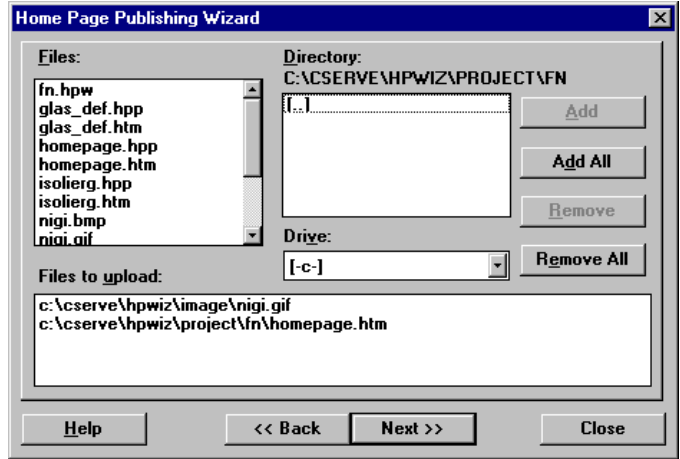 Home Page Publishing Wizard
Files:
fn.hpw
glas_def.hpp
glas_def.htm
homepage.hpp
homepage.htm
isolierg.hpp
isolierg.htm
nigi.bmp
nigi.gif
Directory:
C:\CSERVE\HPWIZ\PROJECT\FN
[..]
Drive:
[-c-]
Add
Add All
Remove
Remove All
Files to upload:
c:\cserve\hpwiz\image\nigi.gif
c:\cserve\hpwiz\project\fn\homepage.htm
Help
<< Back
Next >>
Close